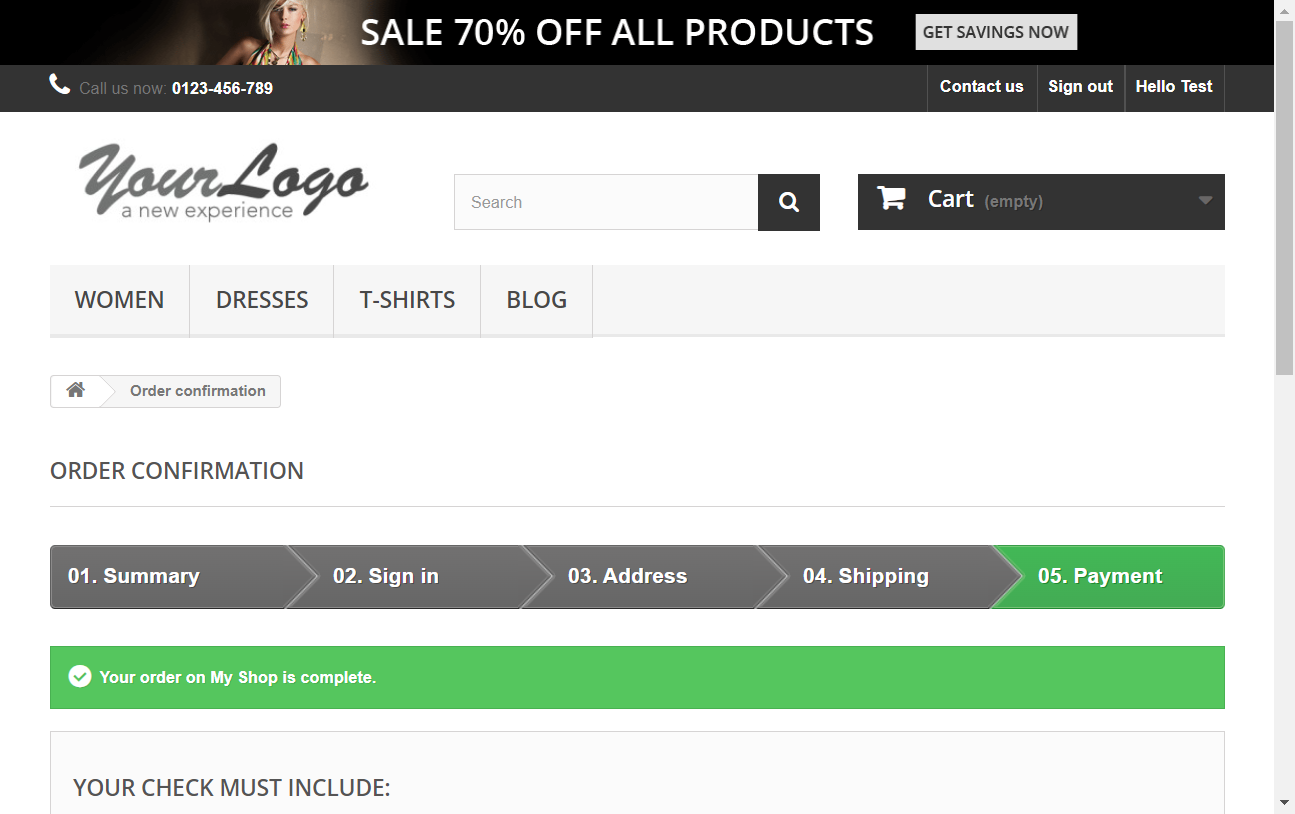 SALE 70% OFF ALL PRODUCTS
GET SAVINGS NOW
Call us now: 0123-456-789
Contact us
Sign out
Hello Test
Your Logo
a new experience
Search
Cart (empty)
WOMEN
DRESSES
T-SHIRTS
BLOG
Order confirmation
ORDER CONFIRMATION
01. Summary
02. Sign in
03. Address
04. Shipping
05. Payment
Your order on My Shop is complete.
YOUR CHECK MUST INCLUDE: